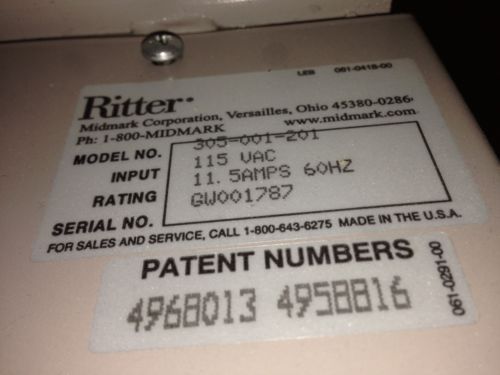 LEB 061-0418-00
Ritter
Midmark Corporation, Versailles, Ohio 45380-0286
Ph: 1-800-MIDMARK www.midmark.com
MODEL NO. 305-001-201
INPUT 115 VAC
RATING 11.5AMPS 60HZ
SERIAL NO. GW001787
FOR SALES AND SERVICE, CALL 1-800-643-6275 MADE IN THE U.S.A.
PATENT NUMBERS
4968013 4958816
061-0291-00